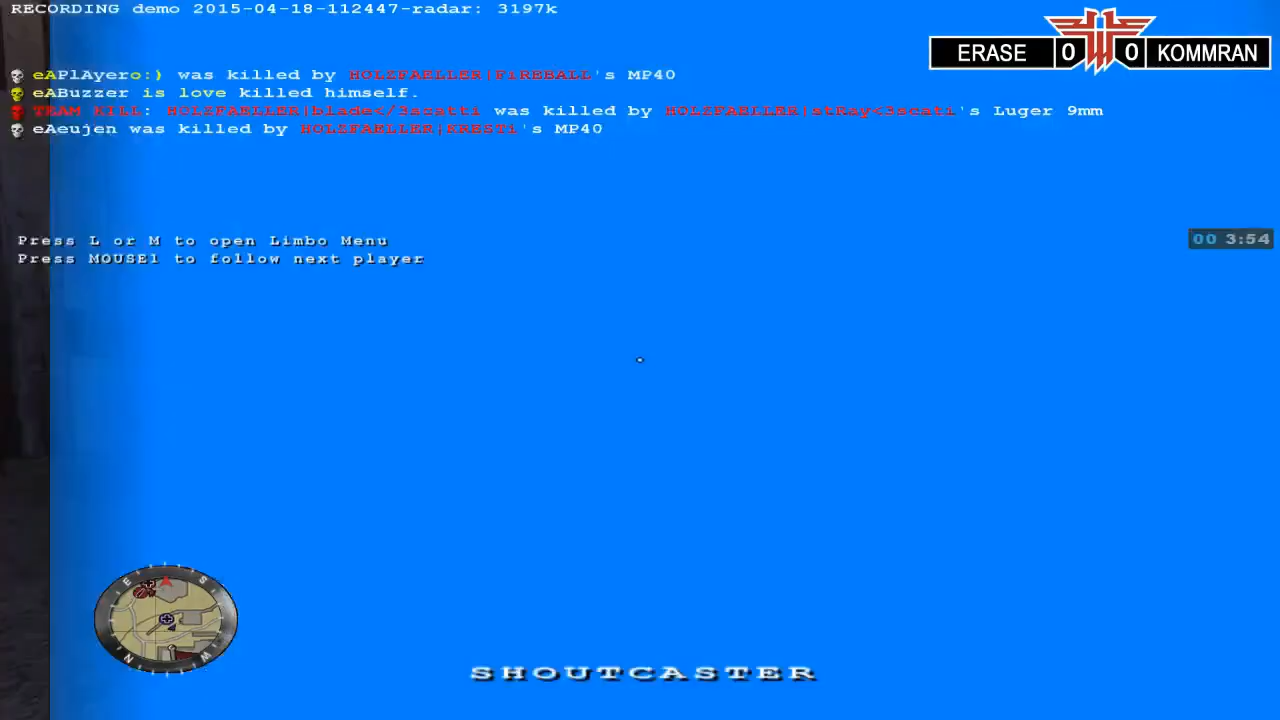 RECORDING demo 2015-04-18-112447-radar: 3197k
ERASE 0 0 KOMMRAN
eAPlAyero:) was killed by HOLZFAELLER|FiREBALL's MP40
eABuzzer is love killed himself.
TEAM KILL: HOLZFAELLER|blade</3szatti was killed by HOLZFAELLER|stRay<3scati's Luger 9mm
eAeujen was killed by HOLZFAELLER|KRESTi's MP40
Press L or M to open Limbo Menu
00 3:54
Press MOUSE1 to follow next player
E S
N W
SHOUTCASTER